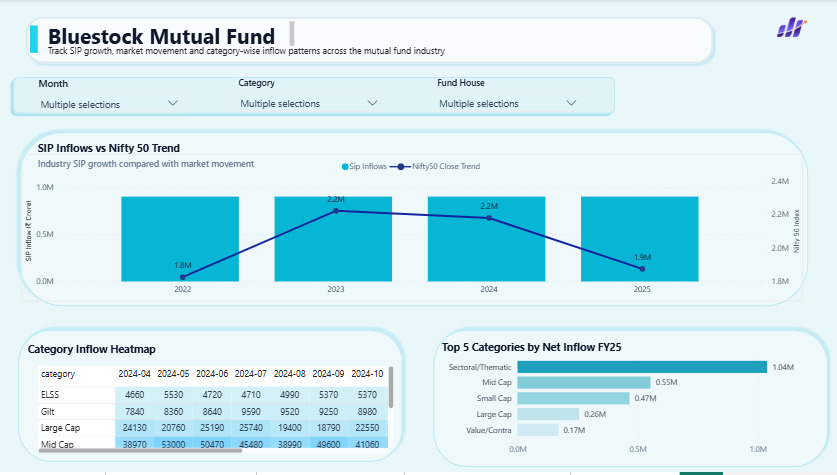 Bluestock Mutual Fund
Track SIP growth, market movement and category-wise inflow patterns across the mutual fund industry
Month Category Fund House
Multiple selections Multiple selections Multiple selections
SIP Inflows vs Nifty 50 Trend
Industry SIP growth compared with market movement
Sip Inflows Nifty50 Close Trend
SIP Inflow (₹ Crore)
1.0M
0.5M
0.0M
1.8M 2.2M 2.2M 1.9M
2022 2023 2024 2025
2.4M
2.2M
2.0M
1.8M
Nifty 50 Index
Category Inflow Heatmap
category 2024-04 2024-05 2024-06 2024-07 2024-08 2024-09 2024-10
ELSS 4660 5530 4720 4710 4990 5370 5370
Gilt 7840 8360 8640 9590 9520 9250 8980
Large Cap 24130 20760 25190 25740 19400 18790 22550
Mid Cap 38970 53000 50470 45480 38990 49600 41060
Top 5 Categories by Net Inflow FY25
Sectoral/Thematic 1.04M
Mid Cap 0.55M
Small Cap 0.47M
Large Cap 0.26M
Value/Contra 0.17M
0.0M 0.5M 1.0M